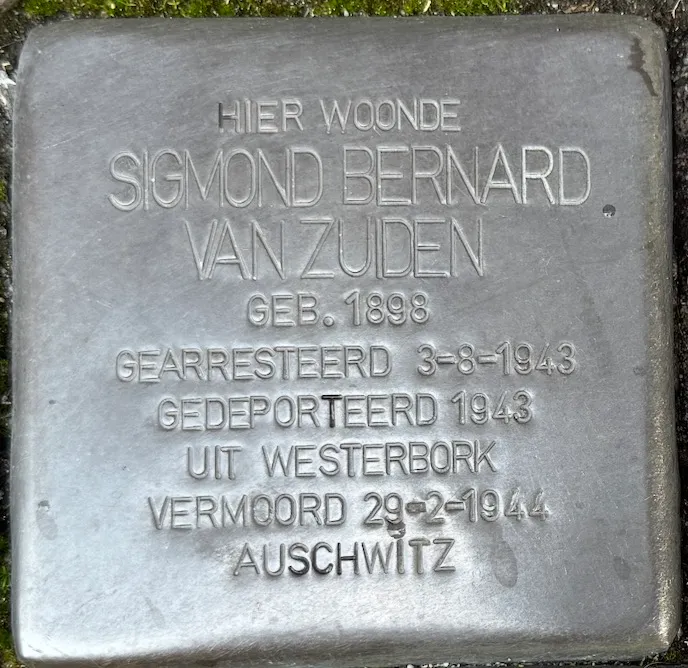 HIER WOONDE
SIGMOND BERNARD
VAN ZUIDEN
GEB. 1898
GEARRESTEERD 3-8-1943
GEDEPORTEERD 1943
UIT WESTERBORK
VERMOORD 29-2-1944
AUSCHWITZ